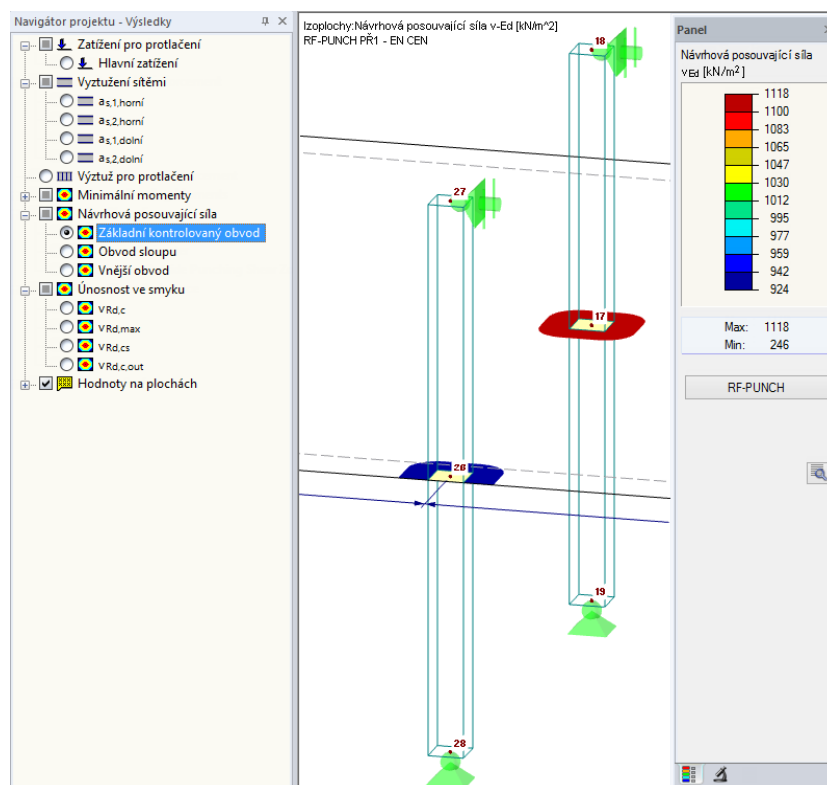 Navigátor projektu - Výsledky
Zatížení pro protlačení
Hlavní zatížení
Vyztužení sítěmi
as,1,horní
as,2,horní
as,1,dolní
as,2,dolní
Výztuž pro protlačení
Minimální momenty
Návrhová posouvající síla
Základní kontrolovaný obvod
Obvod sloupu
Vnější obvod
Únosnost ve smyku
VRd,c
VRd,max
VRd,cs
VRd,c,out
Hodnoty na plochách
Izoplochy:Návrhová posouvající síla v-Ed [kN/m^2]
RF-PUNCH PŘ1 - EN CEN
18
27
17
26
19
28
Panel
Návrhová posouvající síla
vEd [kN/m²]
1118
1100
1083
1065
1047
1030
1012
995
977
959
942
924
Max: 1118
Min: 246
RF-PUNCH